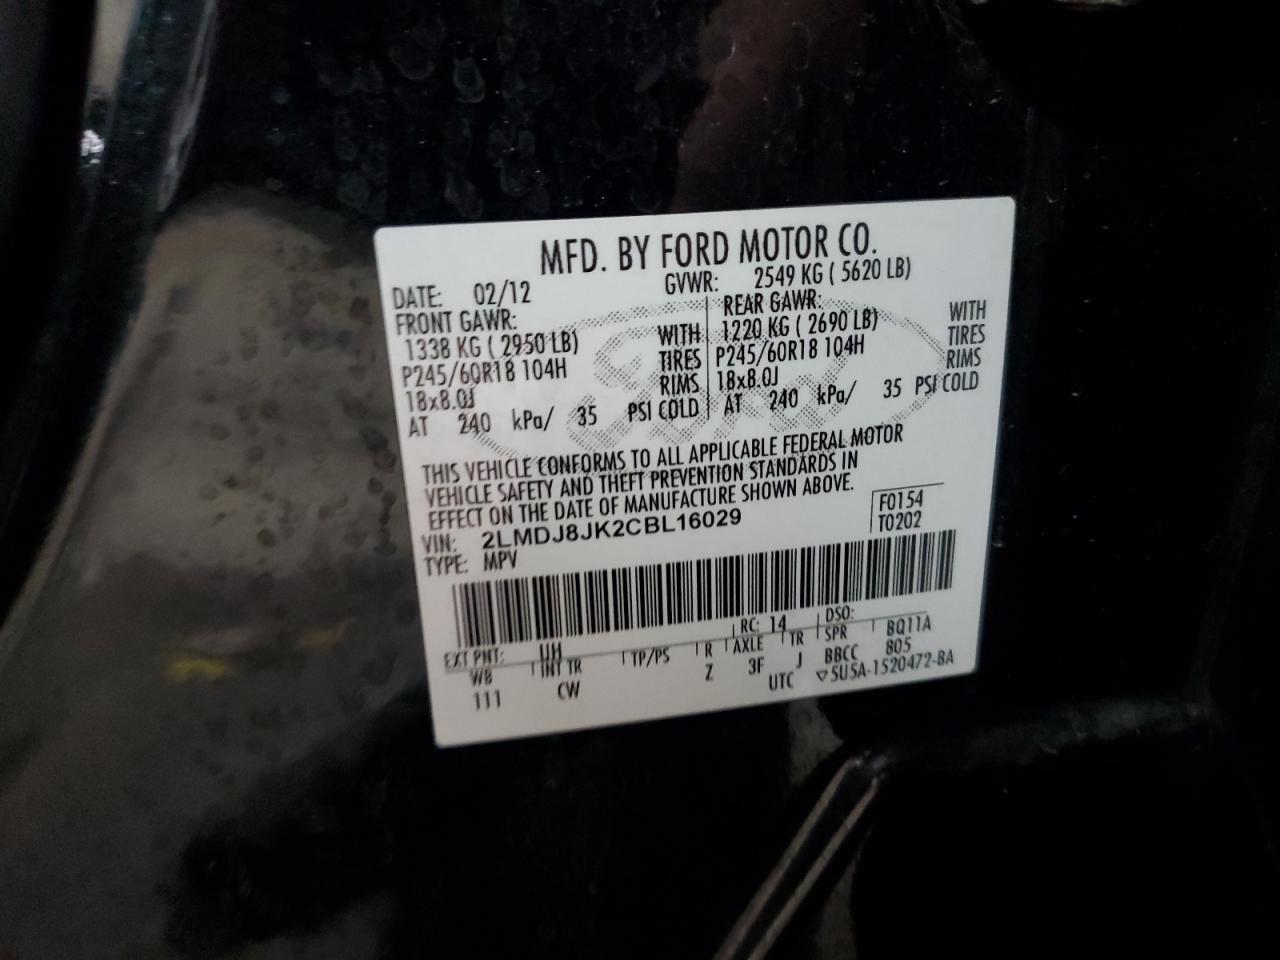 MFD. BY FORD MOTOR CO.
DATE: 02/12 GVWR: 2549 KG ( 5620 LB)
FRONT GAWR: REAR GAWR:
1338 KG ( 2950 LB) WITH 1220 KG ( 2690 LB) WITH
P245/60R18 104H TIRES P245/60R18 104H TIRES
18x8.0J RIMS 18x8.0J RIMS
AT 240 kPa/ 35 PSI COLD AT 240 kPa/ 35 PSI COLD
THIS VEHICLE CONFORMS TO ALL APPLICABLE FEDERAL MOTOR
VEHICLE SAFETY AND THEFT PREVENTION STANDARDS IN
EFFECT ON THE DATE OF MANUFACTURE SHOWN ABOVE.
F0154
VIN: 2LMDJ8JK2CBL16029 T0202
TYPE: MPV
EXT PNT: UH RC: 14 DSO:
WB INT TR TP/PS R AXLE TR SPR BQ11A
111 CW Z 3F J BBCC 805
UTC ▽5U5A-1520472-BA
Ford